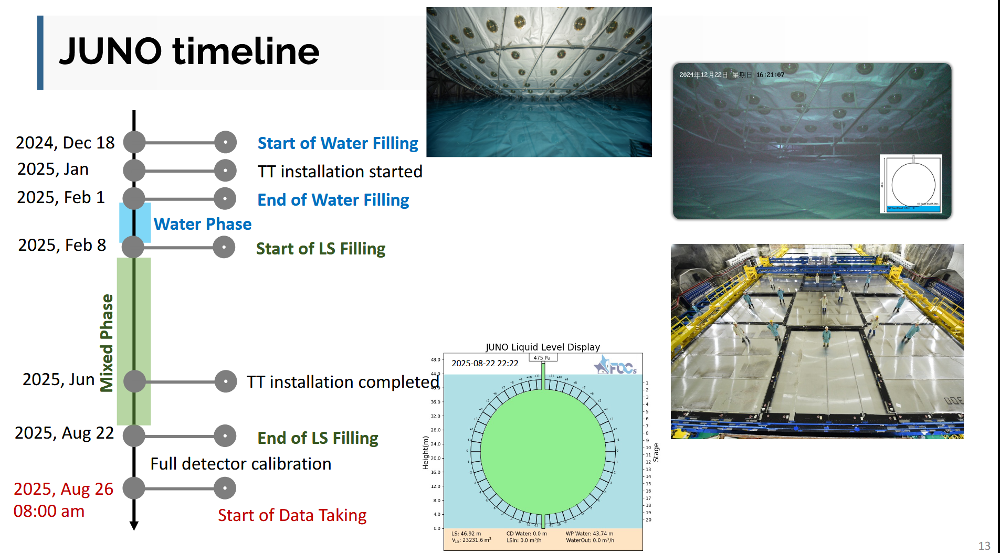 JUNO timeline
2024, Dec 18
Start of Water Filling
2025, Jan
TT installation started
2025, Feb 1
End of Water Filling
Water Phase
2025, Feb 8
Start of LS Filling
Mixed Phase
2025, Jun
TT installation completed
2025, Aug 22
End of LS Filling
Full detector calibration
2025, Aug 26
08:00 am
Start of Data Taking
2024年12月22日 星期日 16:21:07
JUNO Liquid Level Display
475 Pa
2025-08-22 22:22
FOCs
Height(m)
48.0
44.0
40.0
36.0
32.0
28.0
24.0
20.0
16.0
12.0
8.0
4.0
0.0
Stage
1
2
3
4
5
6
7
8
9
10
11
12
13
14
15
16
17
18
19
20
LS: 46.92 m CD Water: 0.0 m WP Water: 43.74 m
VLS: 23231.6 m³ LSIn: 0.0 m³/h WaterOut: 0.0 m³/h
13